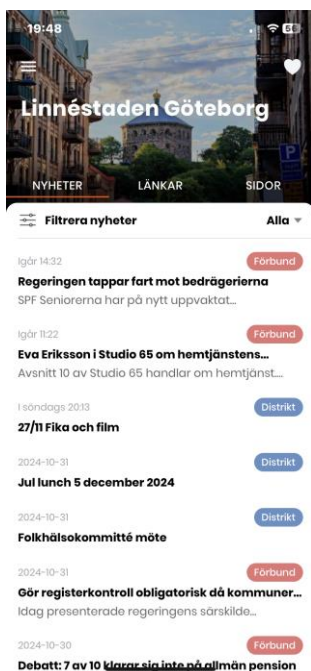 19:48
56
Linnéstaden Göteborg
NYHETER LÄNKAR SIDOR
Filtrera nyheter Alla
Igår 14:32 Förbund
Regeringen tappar fart mot bedrägerierna
SPF Seniorerna har på nytt uppvaktat...
Igår 11:22 Förbund
Eva Eriksson i Studio 65 om hemtjänstens...
Avsnitt 10 av Studio 65 handlar om hemtjänst....
I söndags 20:13 Distrikt
27/11 Fika och film
2024-10-31 Distrikt
Jul lunch 5 december 2024
2024-10-31 Distrikt
Folkhälsokommitté möte
2024-10-31 Förbund
Gör registerkontroll obligatorisk då kommuner...
Idag presenterade regeringens särskilde...
2024-10-30 Förbund
Debatt: 7 av 10 klarar sig inte på allmän pension